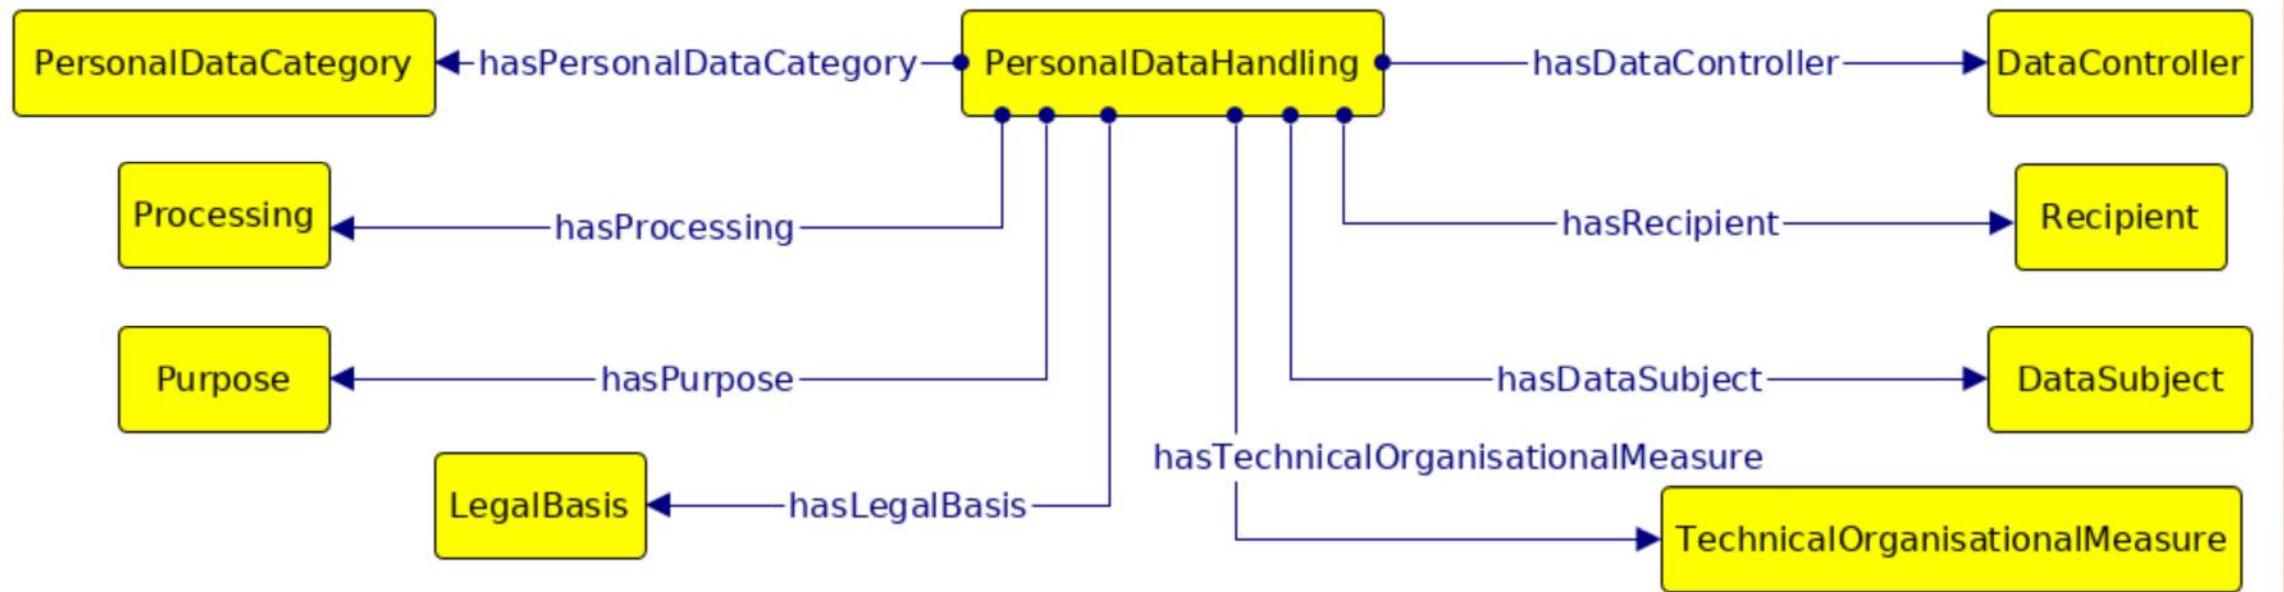 PersonalDataCategory hasPersonalDataCategory PersonalDataHandling hasDataController DataController
Processing hasProcessing hasRecipient Recipient
Purpose hasPurpose hasDataSubject DataSubject
hasTechnicalOrganisationalMeasure
LegalBasis hasLegalBasis
TechnicalOrganisationalMeasure